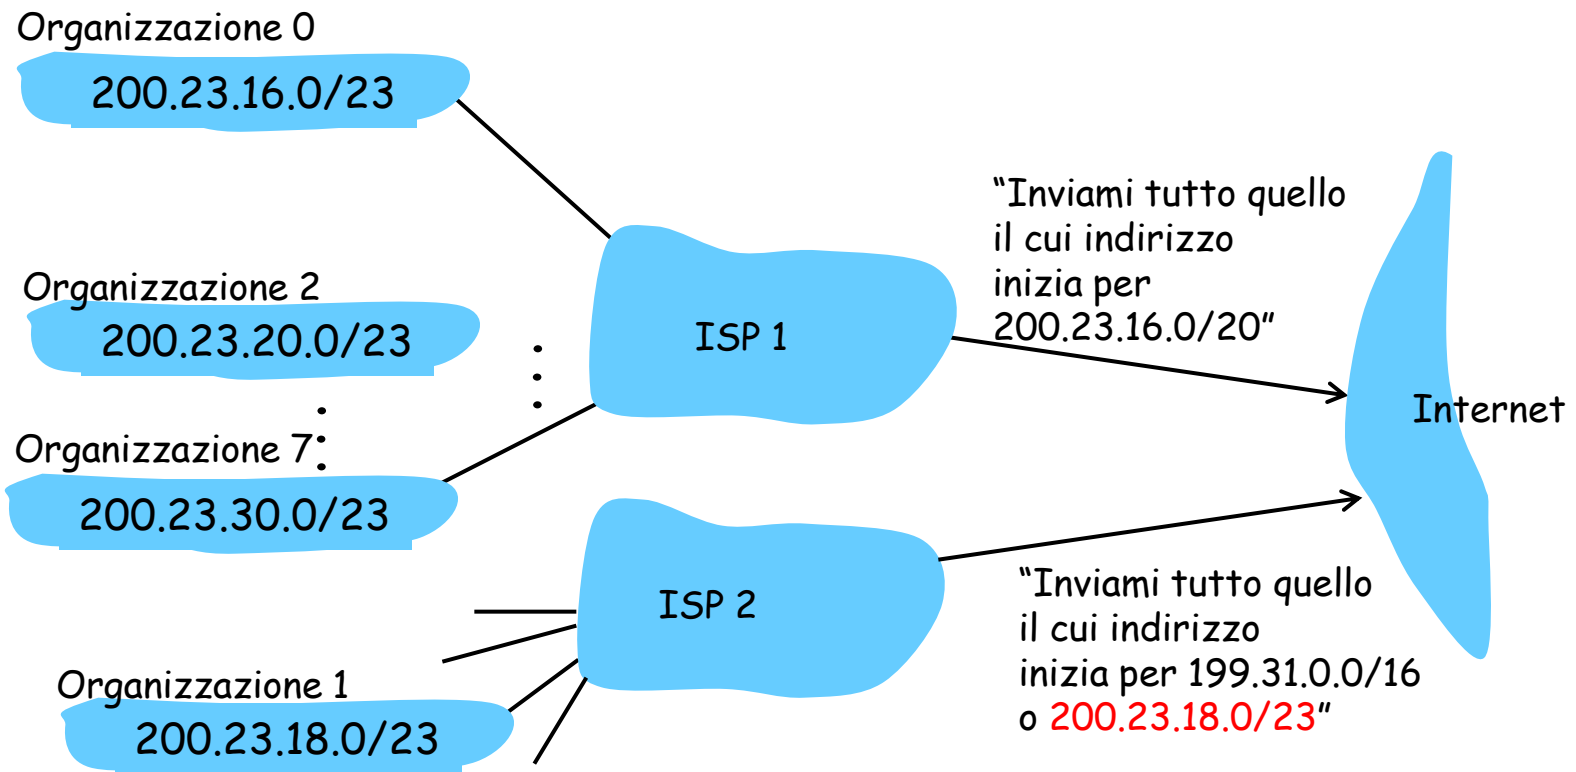 Organizzazione 0
200.23.16.0/23
Organizzazione 2
200.23.20.0/23
Organizzazione 7
200.23.30.0/23
Organizzazione 1
200.23.18.0/23
ISP 1
ISP 2
“Inviami tutto quello
il cui indirizzo
inizia per
200.23.16.0/20”
“Inviami tutto quello
il cui indirizzo
inizia per 199.31.0.0/16
o 200.23.18.0/23”
Internet